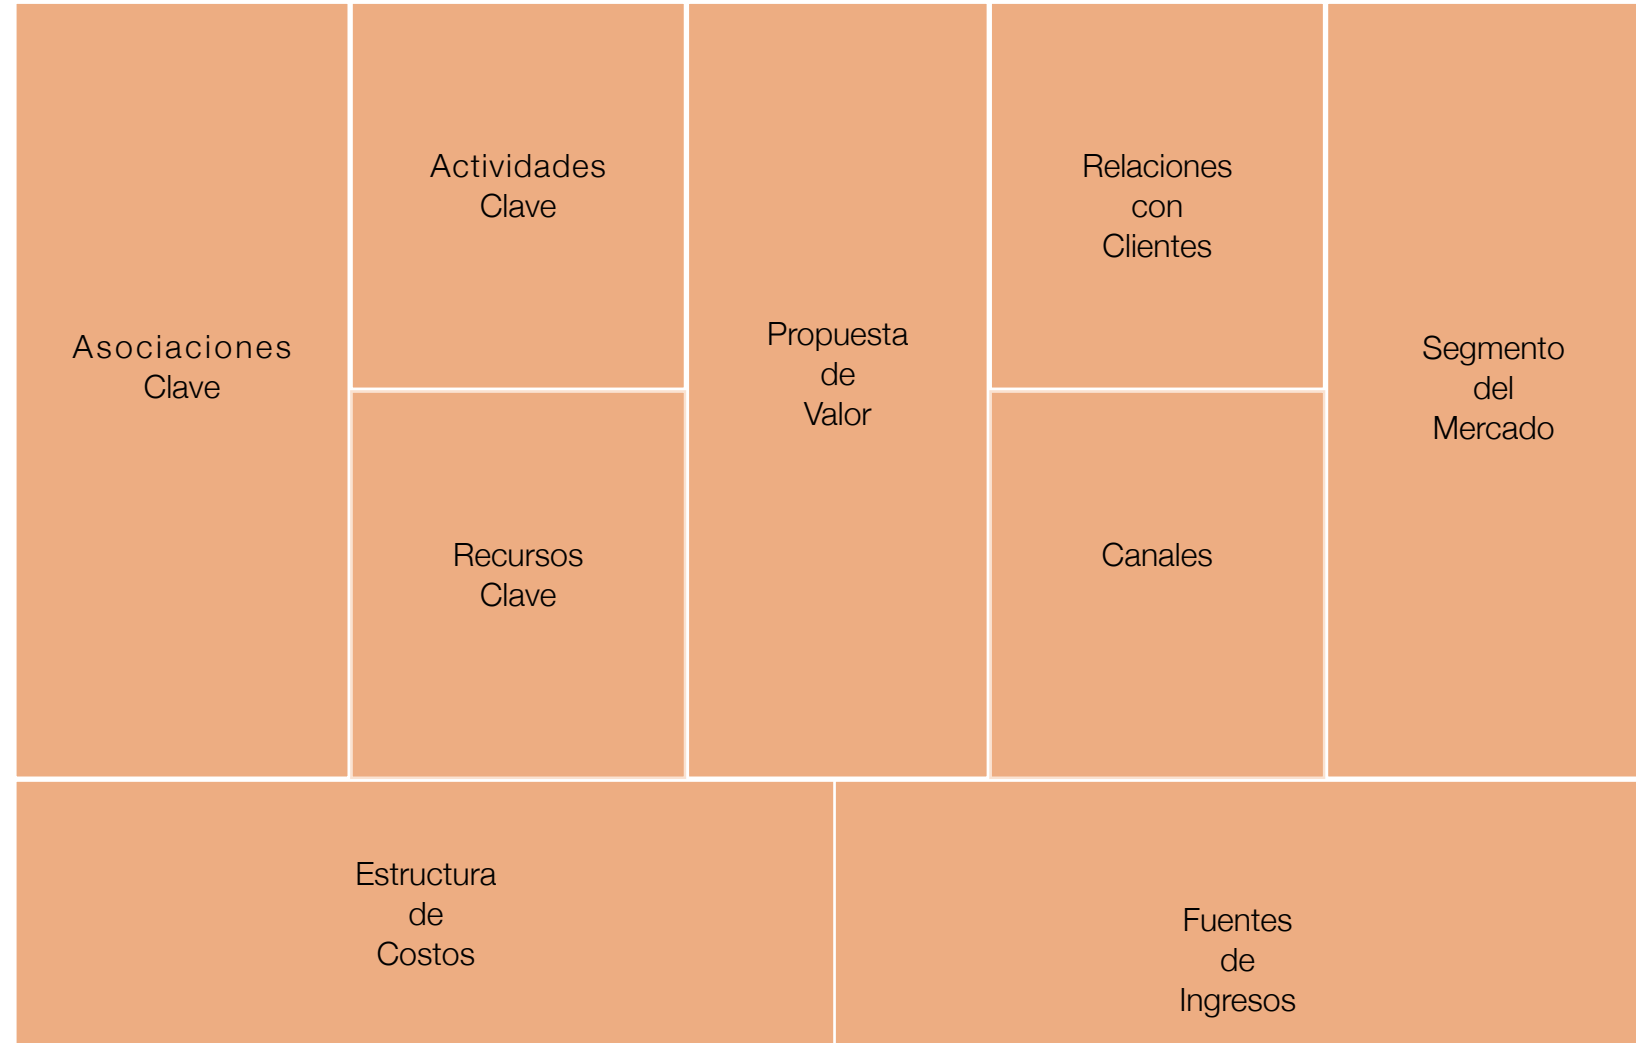 Asociaciones
Clave
Actividades
Clave
Recursos
Clave
Propuesta
de
Valor
Relaciones
con
Clientes
Canales
Segmento
del
Mercado
Estructura
de
Costos
Fuentes
de
Ingresos